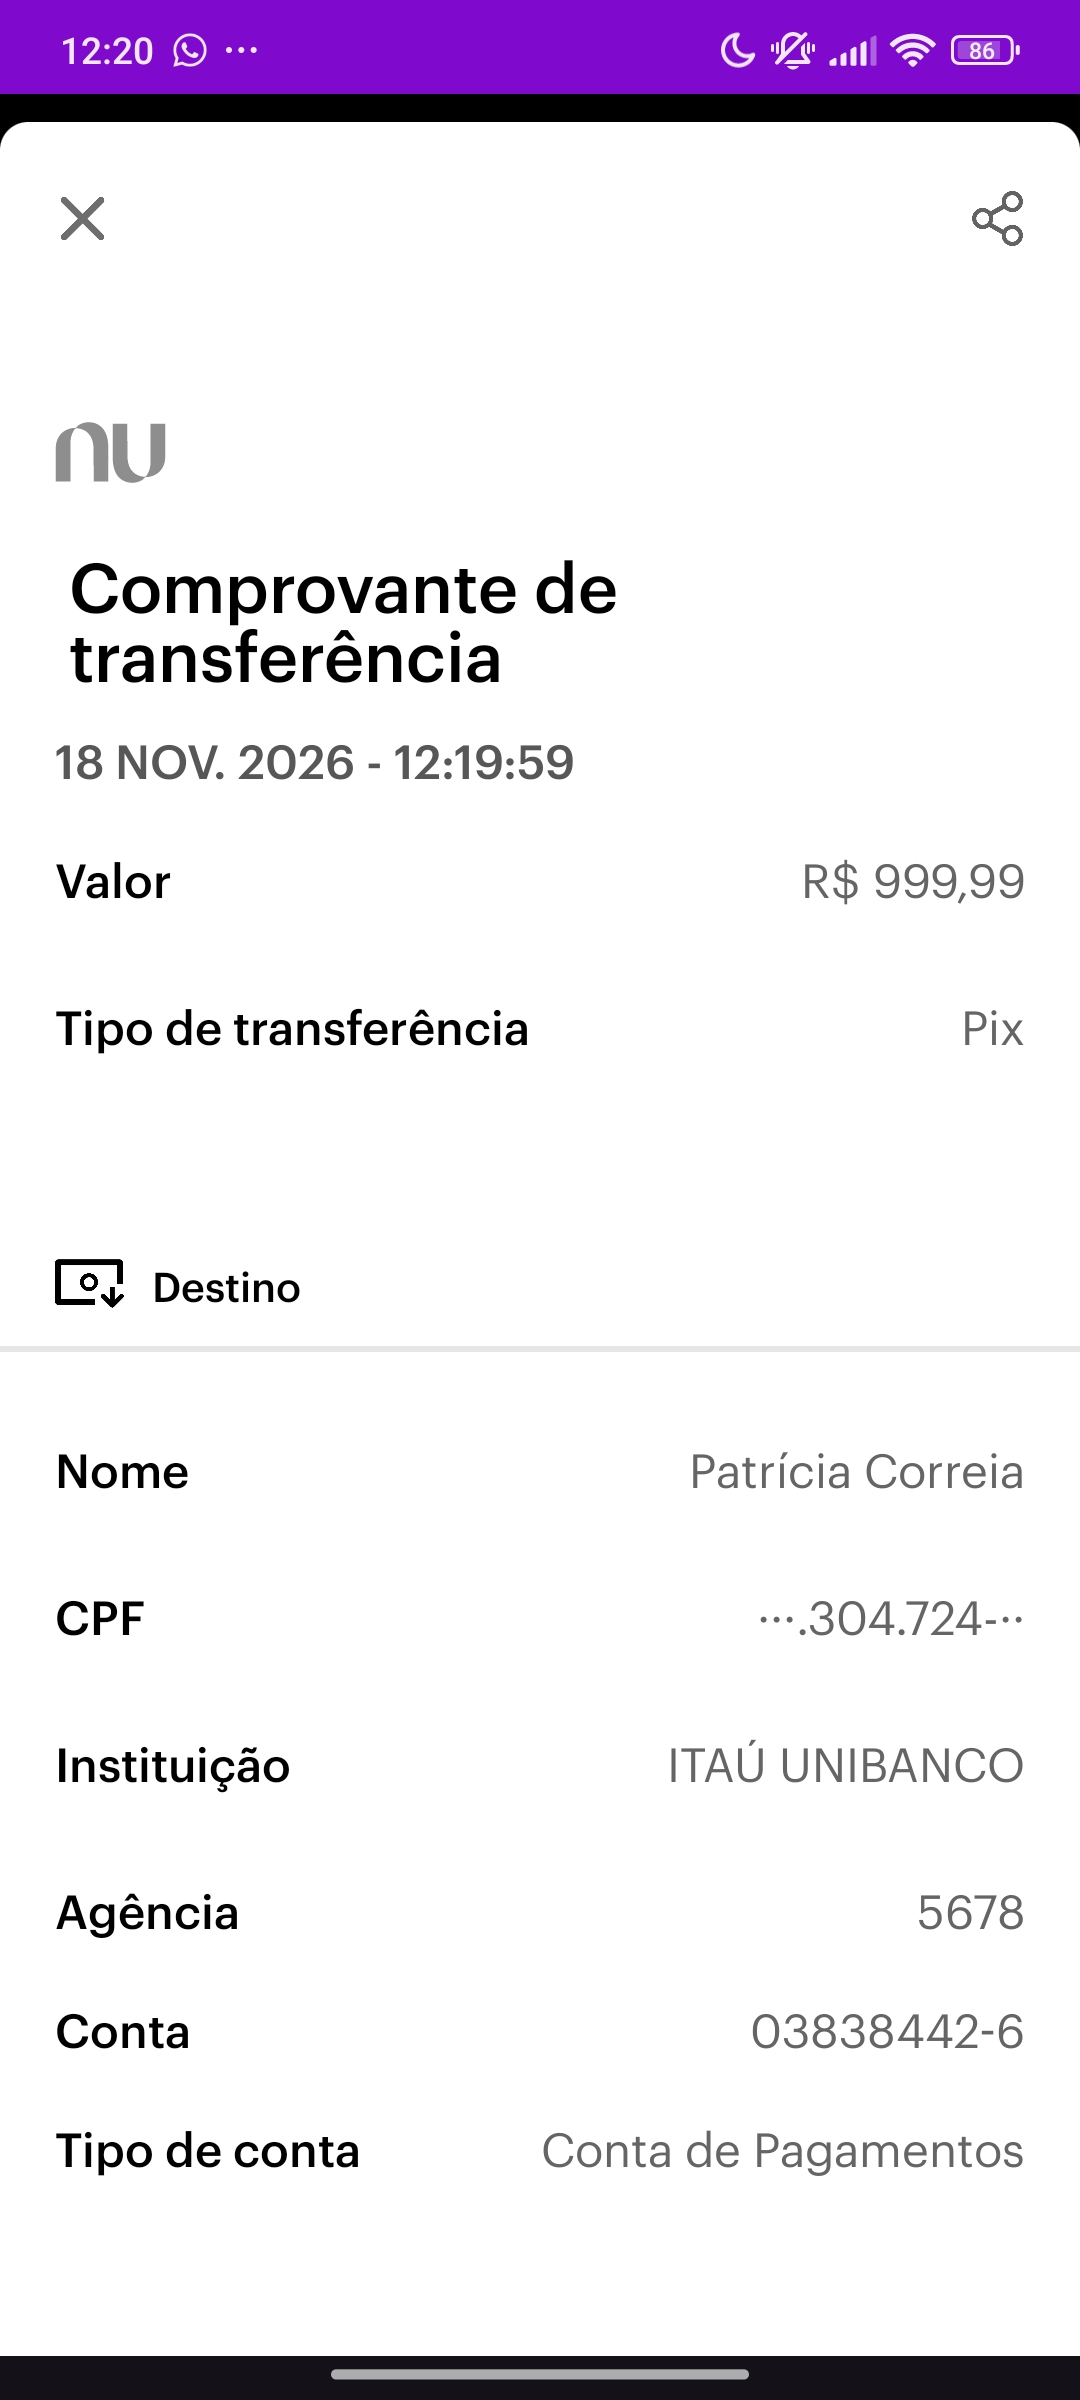 12:20
86
nu
Comprovante de
transferência
18 NOV. 2026 - 12:19:59
Valor R$ 999,99
Tipo de transferência Pix
Destino
Nome Patrícia Correia
CPF ···.304.724-··
Instituição ITAÚ UNIBANCO
Agência 5678
Conta 03838442-6
Tipo de conta Conta de Pagamentos